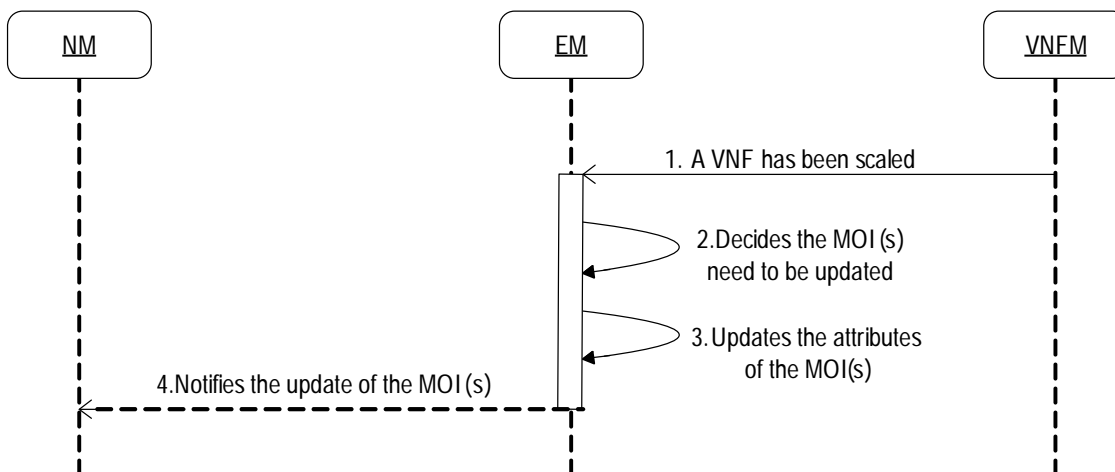 NM
EM
VNFM
1. A VNF has been scaled
2.Decides the MOI(s)
need to be updated
3.Updates the attributes
of the MOI(s)
4.Notifies the update of the MOI(s)